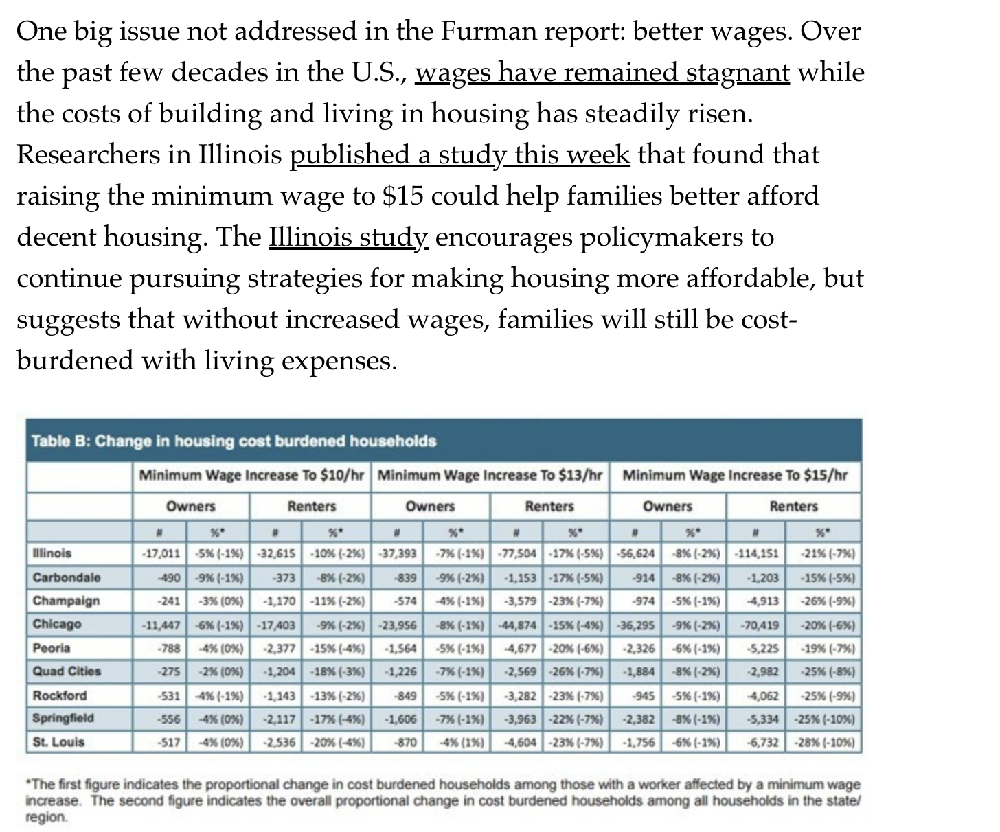 One big issue not addressed in the Furman report: better wages. Over
the past few decades in the U.S., wages have remained stagnant while
the costs of building and living in housing has steadily risen.
Researchers in Illinois published a study this week that found that
raising the minimum wage to $15 could help families better afford
decent housing. The Illinois study encourages policymakers to
continue pursuing strategies for making housing more affordable, but
suggests that without increased wages, families will still be cost-
burdened with living expenses.
Table B: Change in housing cost burdened households
Minimum Wage Increase To $10/hr Minimum Wage Increase To $13/hr Minimum Wage Increase To $15/hr
Owners Renters Owners Renters Owners Renters
# %* # %* # %* # %* # %* # %*
Illinois -17,011 -5% (-1%) -32,615 -10% (-2%) -37,393 -7% (-1%) -77,504 -17% (-5%) -56,624 -8% (-2%) -114,151 -21% (-7%)
Carbondale -490 -9% (-1%) -373 -8% (-2%) -839 -9% (-2%) -1,153 -17% (-5%) -914 -8% (-2%) -1,203 -15% (-5%)
Champaign -241 -3% (0%) -1,170 -11% (-2%) -574 -4% (-1%) -3,579 -23% (-7%) -974 -5% (-1%) -4,913 -26% (-9%)
Chicago -11,447 -6% (-1%) -17,403 -9% (-2%) -23,956 -8% (-1%) -44,874 -15% (-4%) -36,295 -9% (-2%) -70,419 -20% (-6%)
Peoria -788 -4% (0%) -2,377 -15% (-4%) -1,564 -5% (-1%) -4,677 -20% (-6%) -2,326 -6% (-1%) -5,225 -19% (-7%)
Quad Cities -275 -2% (0%) -1,204 -18% (-3%) -1,226 -7% (-1%) -2,569 -26% (-7%) -1,884 -8% (-2%) -2,982 -25% (-8%)
Rockford -531 -4% (-1%) -1,143 -13% (-2%) -849 -5% (-1%) -3,282 -23% (-7%) -945 -5% (-1%) -4,062 -25% (-9%)
Springfield -556 -4% (0%) -2,117 -17% (-4%) -1,606 -7% (-1%) -3,963 -22% (-7%) -2,382 -8% (-1%) -5,334 -25% (-10%)
St. Louis -517 -4% (0%) -2,536 -20% (-4%) -870 -4% (1%) -4,604 -23% (-7%) -1,756 -6% (-1%) -6,732 -28% (-10%)
*The first figure indicates the proportional change in cost burdened households among those with a worker affected by a minimum wage
increase. The second figure indicates the overall proportional change in cost burdened households among all households in the state/
region.